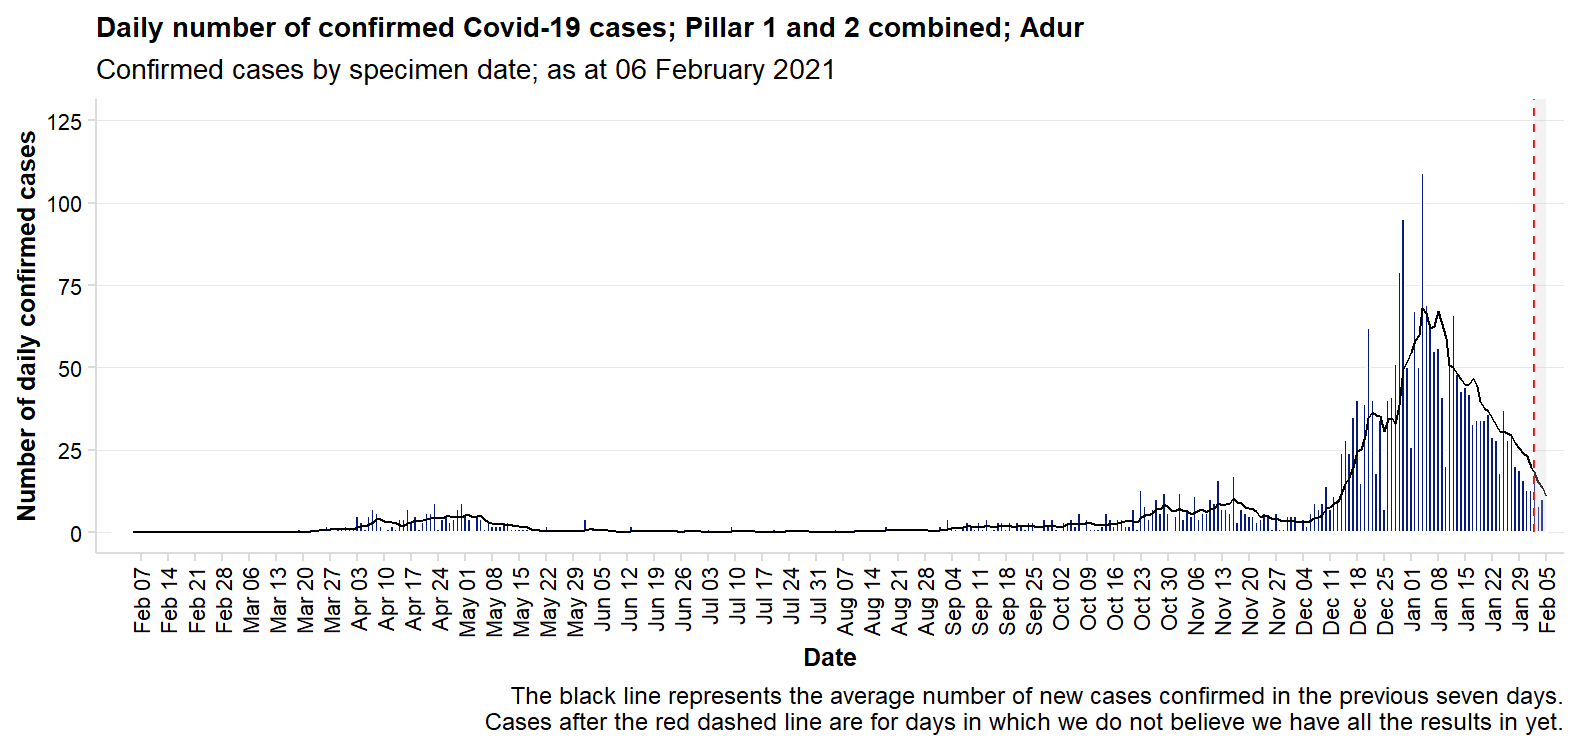 Daily number of confirmed Covid-19 cases; Pillar 1 and 2 combined; Adur
Confirmed cases by specimen date; as at 06 February 2021
Number of daily confirmed cases
125
100
75
50
25
0
Feb 07
Feb 14
Feb 21
Feb 28
Mar 06
Mar 13
Mar 20
Mar 27
Apr 03
Apr 10
Apr 17
Apr 24
May 01
May 08
May 15
May 22
May 29
Jun 05
Jun 12
Jun 19
Jun 26
Jul 03
Jul 10
Jul 17
Jul 24
Jul 31
Aug 07
Aug 14
Aug 21
Aug 28
Sep 04
Sep 11
Sep 18
Sep 25
Oct 02
Oct 09
Oct 16
Oct 23
Oct 30
Nov 06
Nov 13
Nov 20
Nov 27
Dec 04
Dec 11
Dec 18
Dec 25
Jan 01
Jan 08
Jan 15
Jan 22
Jan 29
Feb 05
Date
The black line represents the average number of new cases confirmed in the previous seven days.
Cases after the red dashed line are for days in which we do not believe we have all the results in yet.